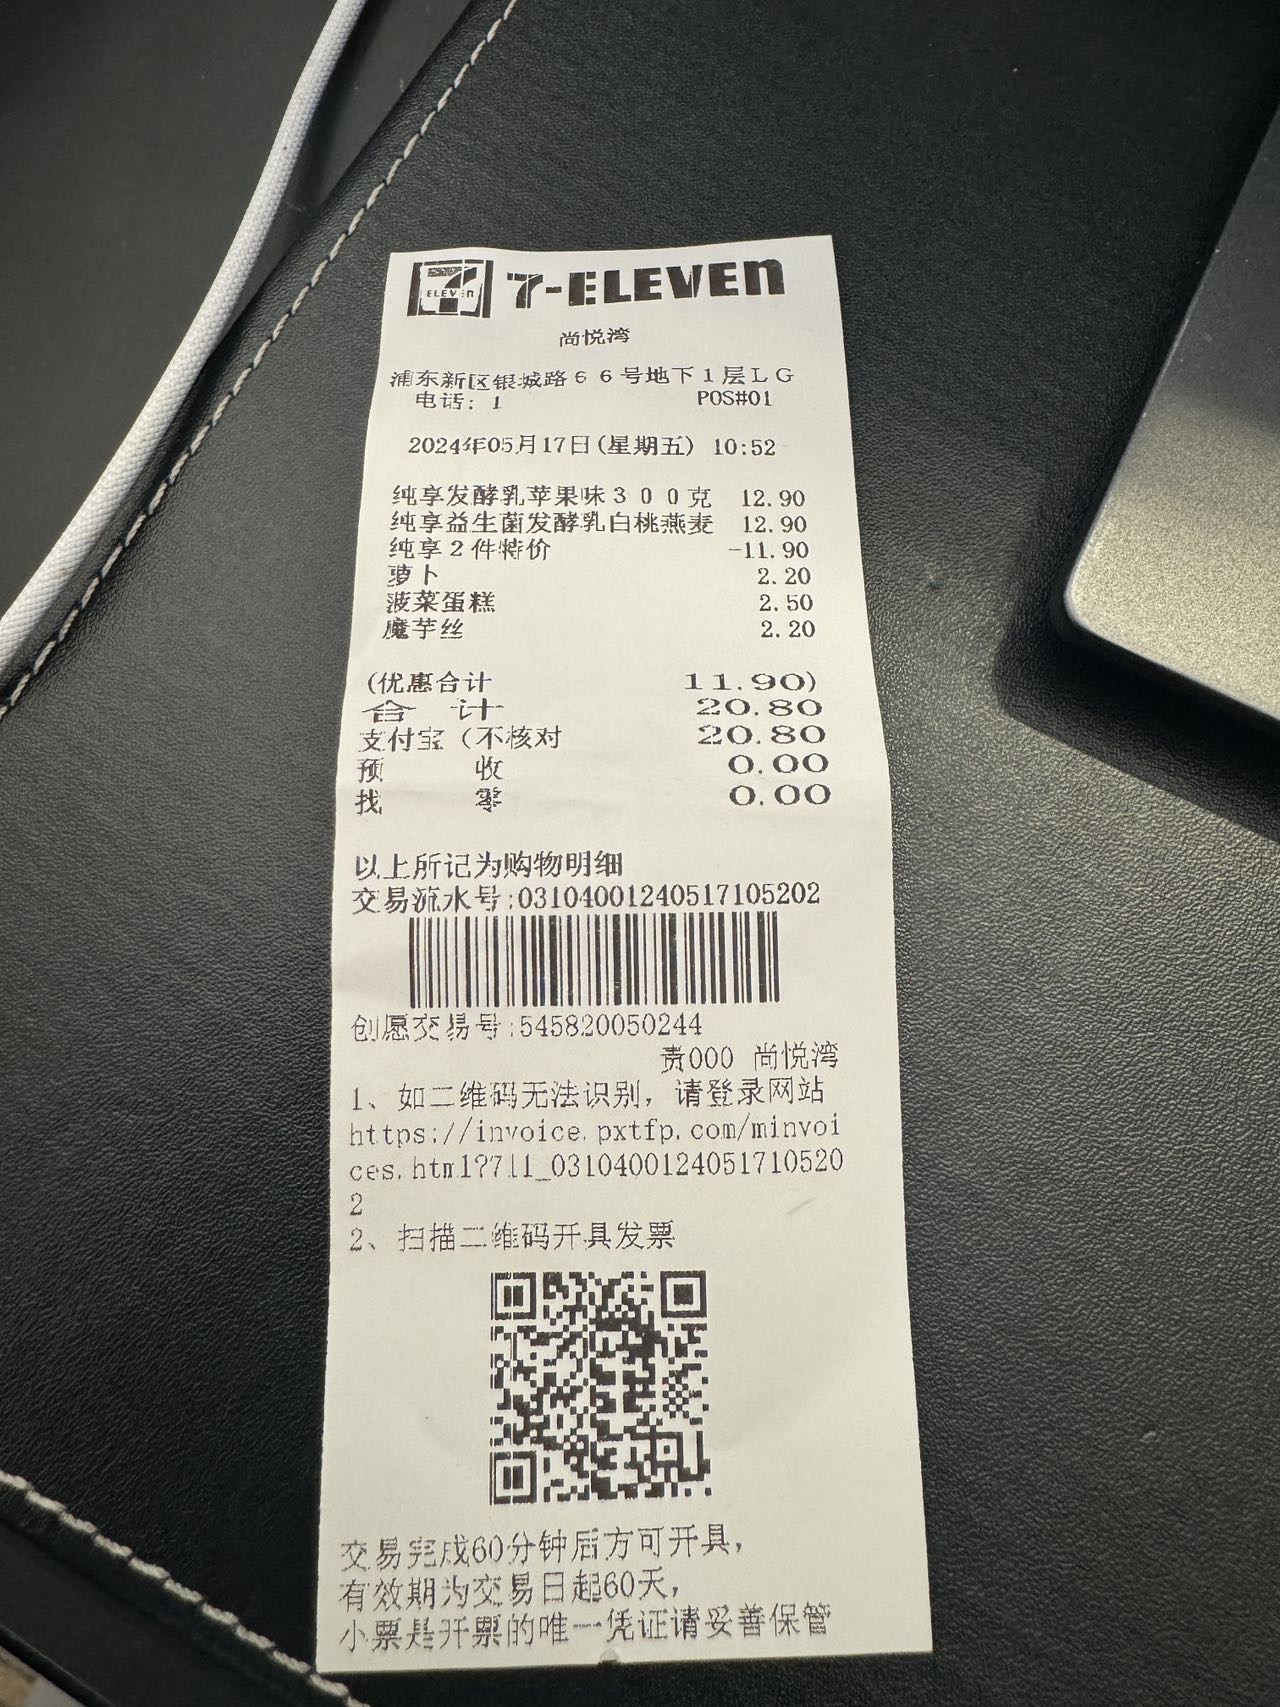 7-ELEVEN
ELEVEN
尚悦湾
浦东新区银城路66号地下1层LG
电话: 1 POS#01
2024年05月17日(星期五) 10:52
纯享发酵乳苹果味300克 12.90
纯享益生菌发酵乳白桃燕麦 12.90
纯享2件特价 -11.90
萝卜 2.20
菠菜蛋糕 2.50
魔芋丝 2.20
(优惠合计 11.90)
合 计 20.80
支付宝(不核对 20.80
预 收 0.00
找 零 0.00
以上所记为购物明细
交易流水号:03104001240517105202
创愿交易号:545820050244
责000 尚悦湾
1、如二维码无法识别，请登录网站
https://invoice.pxtfp.com/minvoi
ces.html?711_0310400124051710520
2
2、扫描二维码开具发票
交易完成60分钟后方可开具，
有效期为交易日起60天，
小票是开票的唯一凭证请妥善保管